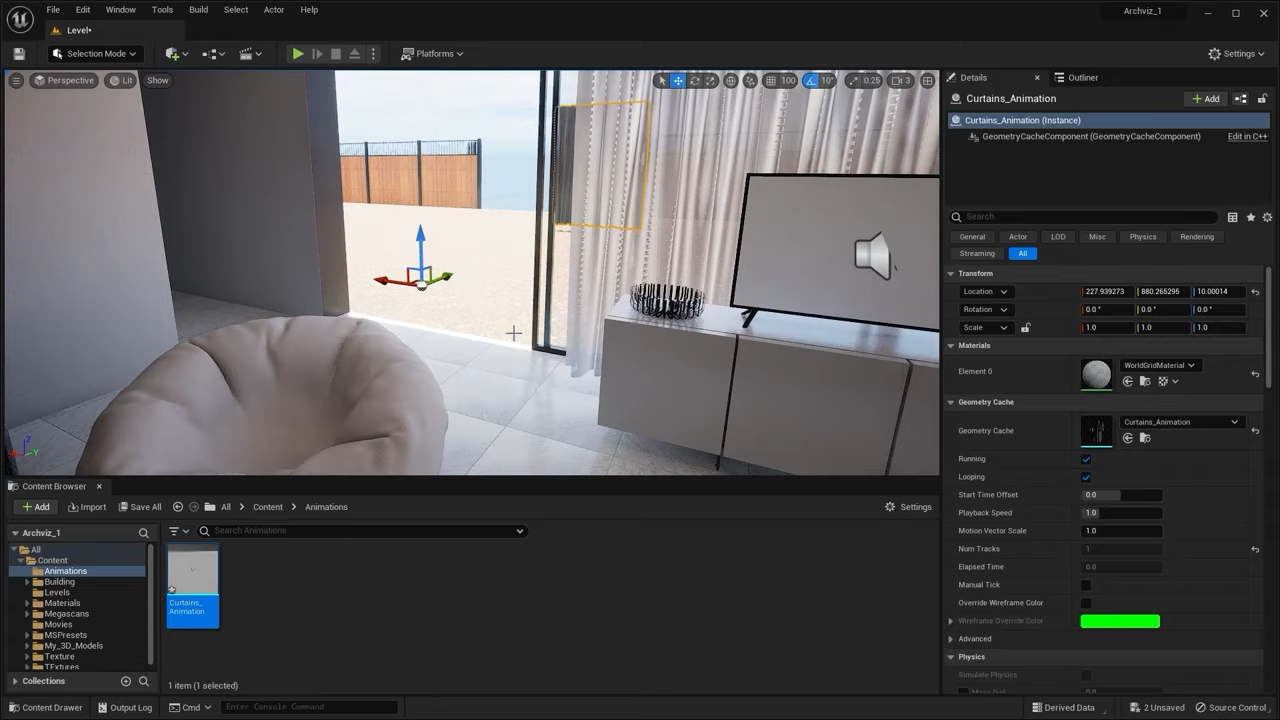 File Edit Window Tools Build Select Actor Help
Archviz_1
Level*
Selection Mode
Platforms
Settings
Perspective
Lit
Show
100
10°
0.25
3
Details
Outliner
Curtains_Animation
Add
Curtains_Animation (Instance)
GeometryCacheComponent (GeometryCacheComponent)
Edit in C++
Search
General
Actor
LOD
Misc
Physics
Rendering
Streaming
All
Transform
Location
227.939273
880.265295
10.00014
Rotation
0.0 °
0.0 °
0.0 °
Scale
1.0
1.0
1.0
Materials
Element 0
WorldGridMaterial
Geometry Cache
Geometry Cache
Curtains_Animation
Running
Looping
Start Time Offset
0.0
Playback Speed
1.0
Motion Vector Scale
1.0
Num Tracks
1
Elapsed Time
0.0
Manual Tick
Override Wireframe Color
Wireframe Override Color
Advanced
Physics
Simulate Physics
0.0
Z
Y
Content Browser
Add
Import
Save All
All
Content
Animations
Settings
Archviz_1
Search Animations
All
Content
Animations
Building
Levels
Materials
Megascans
Movies
MSPresets
My_3D_Models
Texture
TExtures
Curtains_
Animation
Collections
1 item (1 selected)
Content Drawer
Output Log
Cmd
Enter Console Command
Derived Data
2 Unsaved
Source Control